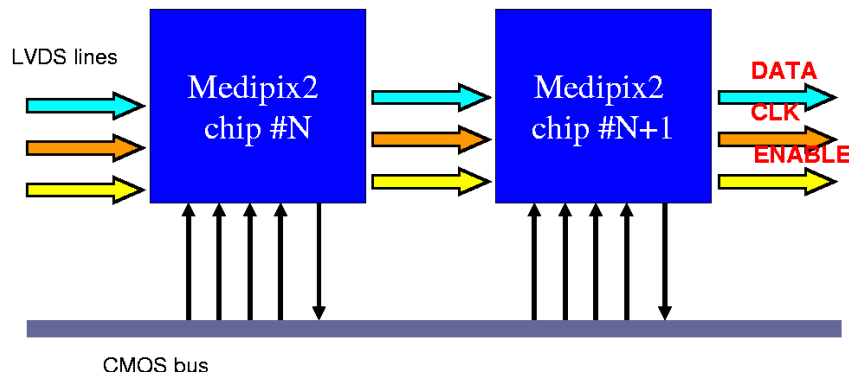 LVDS lines
Medipix2
chip #N
Medipix2
chip #N+1
DATA
CLK
ENABLE
CMOS bus